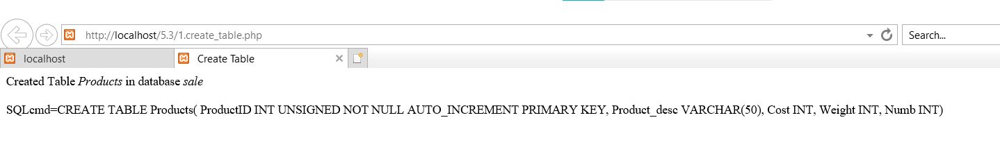 http://localhost/5.3/1.create_table.php
Search...
localhost
Create Table
Created Table Products in database sale
SQLcmd=CREATE TABLE Products( ProductID INT UNSIGNED NOT NULL AUTO_INCREMENT PRIMARY KEY, Product_desc VARCHAR(50), Cost INT, Weight INT, Numb INT)